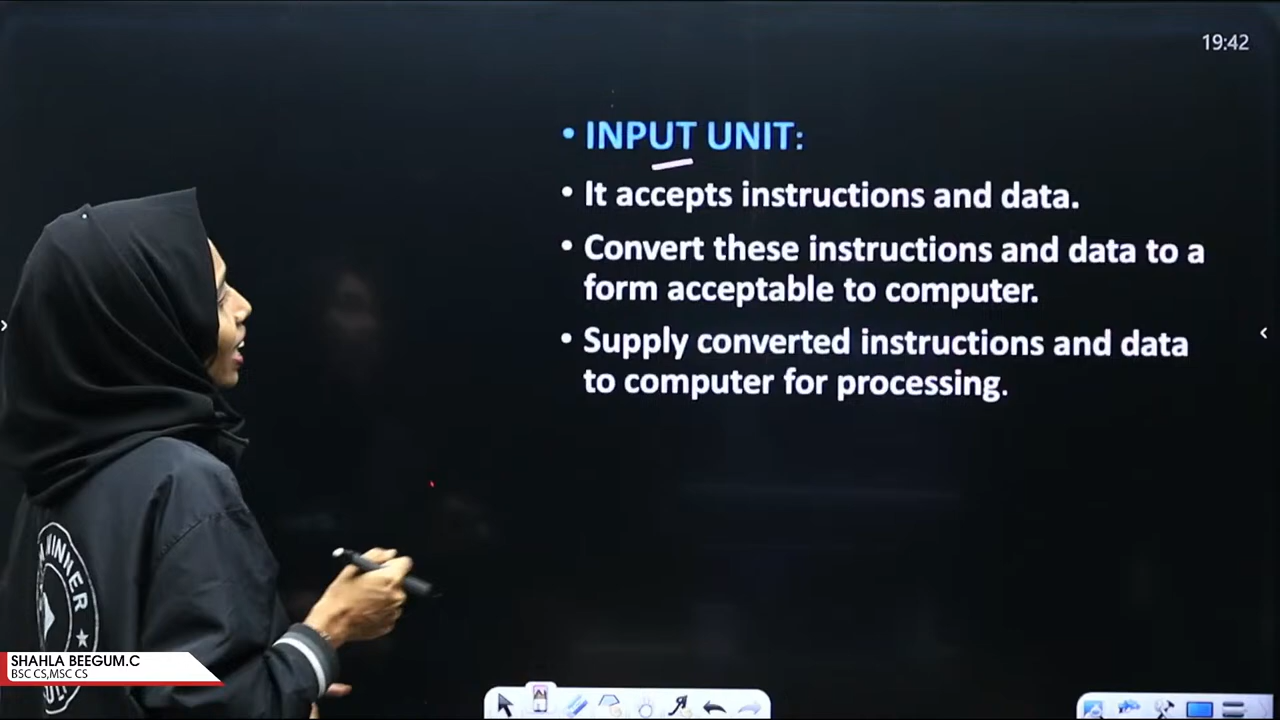 19:42
• INPUT UNIT:
• It accepts instructions and data.
• Convert these instructions and data to a
form acceptable to computer.
• Supply converted instructions and data
to computer for processing.
WINNER
SHAHLA BEEGUM.C
BSC CS,MSC CS